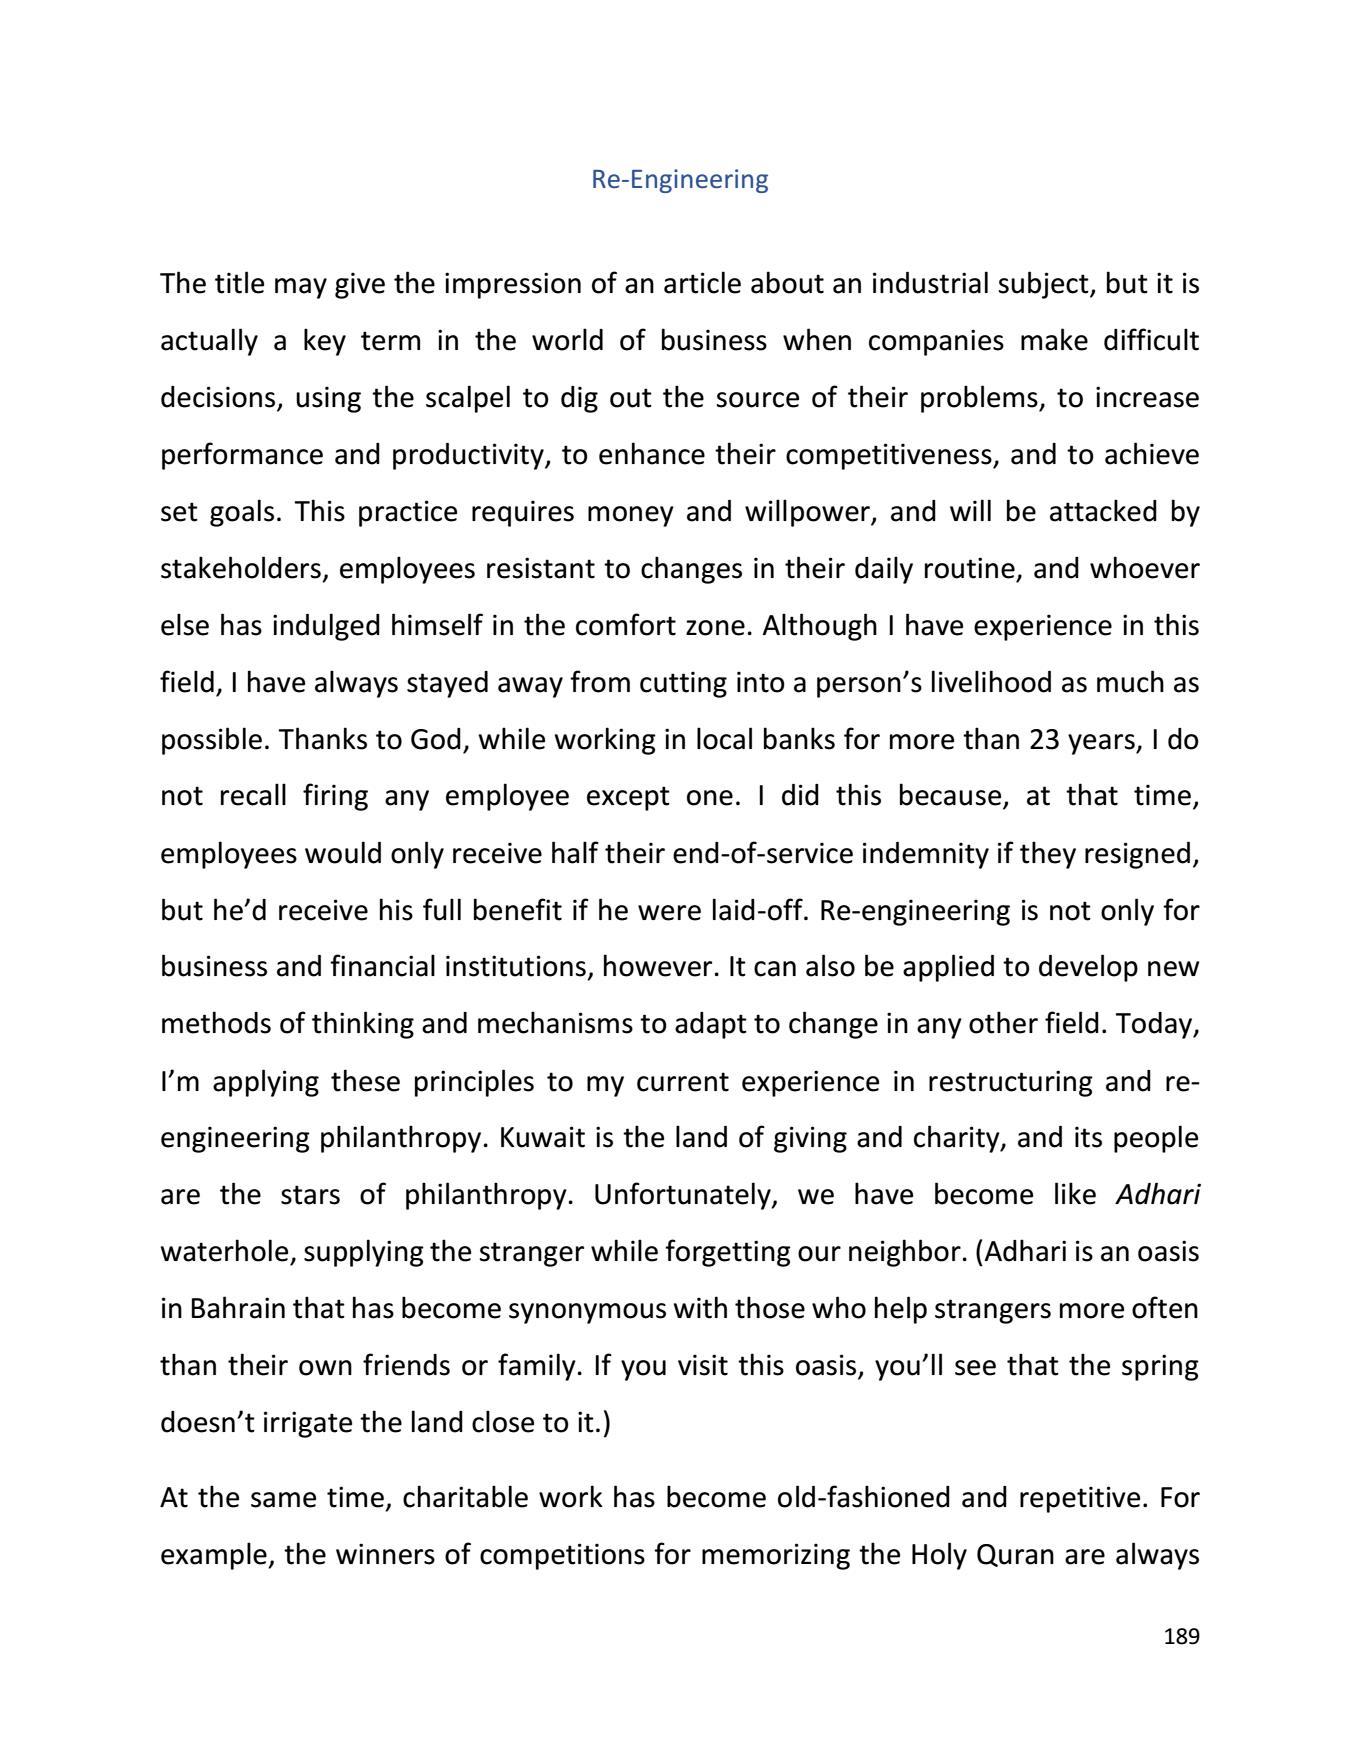 Re-Engineering
The title may give the impression of an article about an industrial subject, but it is
actually a key term in the world of business when companies make difficult
decisions, using the scalpel to dig out the source of their problems, to increase
performance and productivity, to enhance their competitiveness, and to achieve
set goals. This practice requires money and willpower, and will be attacked by
stakeholders, employees resistant to changes in their daily routine, and whoever
else has indulged himself in the comfort zone. Although I have experience in this
field, I have always stayed away from cutting into a person’s livelihood as much as
possible. Thanks to God, while working in local banks for more than 23 years, I do
not recall firing any employee except one. I did this because, at that time,
employees would only receive half their end-of-service indemnity if they resigned,
but he’d receive his full benefit if he were laid-off. Re-engineering is not only for
business and financial institutions, however. It can also be applied to develop new
methods of thinking and mechanisms to adapt to change in any other field. Today,
I’m applying these principles to my current experience in restructuring and re-
engineering philanthropy. Kuwait is the land of giving and charity, and its people
are the stars of philanthropy. Unfortunately, we have become like Adhari
waterhole, supplying the stranger while forgetting our neighbor. (Adhari is an oasis
in Bahrain that has become synonymous with those who help strangers more often
than their own friends or family. If you visit this oasis, you’ll see that the spring
doesn’t irrigate the land close to it.)
At the same time, charitable work has become old-fashioned and repetitive. For
example, the winners of competitions for memorizing the Holy Quran are always
189